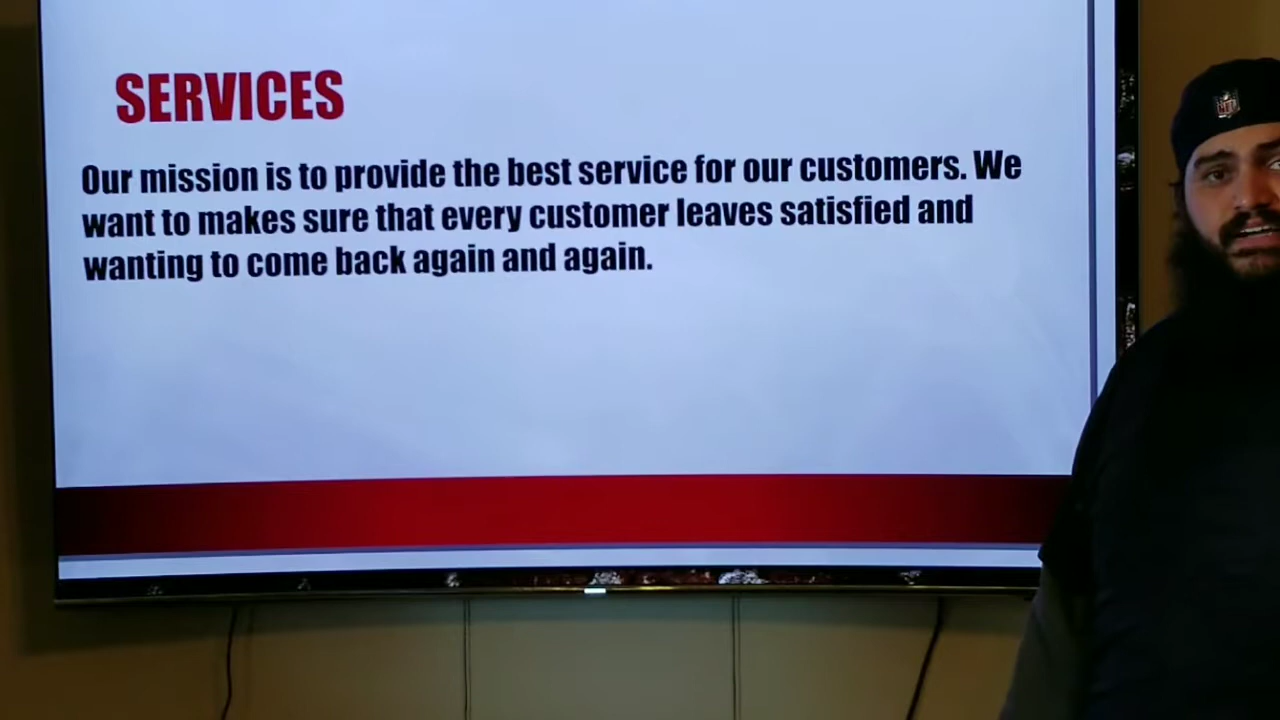 SERVICES
Our mission is to provide the best service for our customers. We
want to makes sure that every customer leaves satisfied and
wanting to come back again and again.